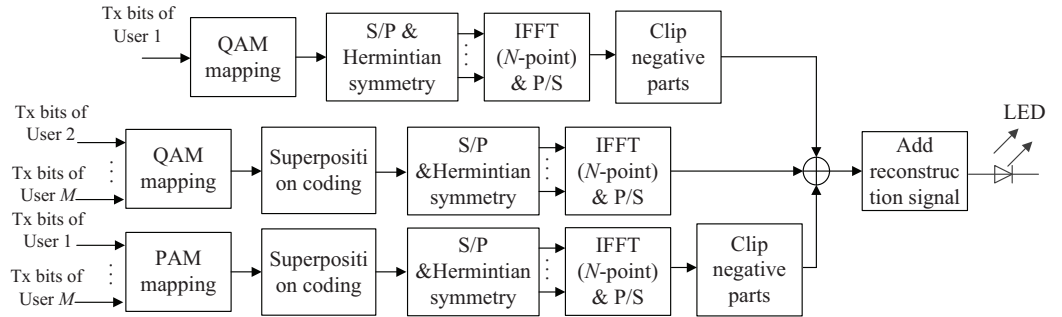 Tx bits of
User 1
QAM
mapping
S/P &
Hermintian
symmetry
IFFT
(N-point)
& P/S
Clip
negative
parts
Tx bits of
User 2
Tx bits of
User M
QAM
mapping
Superpositi
on coding
S/P
&Hermintian
symmetry
IFFT
(N-point)
& P/S
Add
reconstruc
tion signal
LED
Tx bits of
User 1
Tx bits of
User M
PAM
mapping
Superpositi
on coding
S/P
&Hermintian
symmetry
IFFT
(N-point)
& P/S
Clip
negative
parts